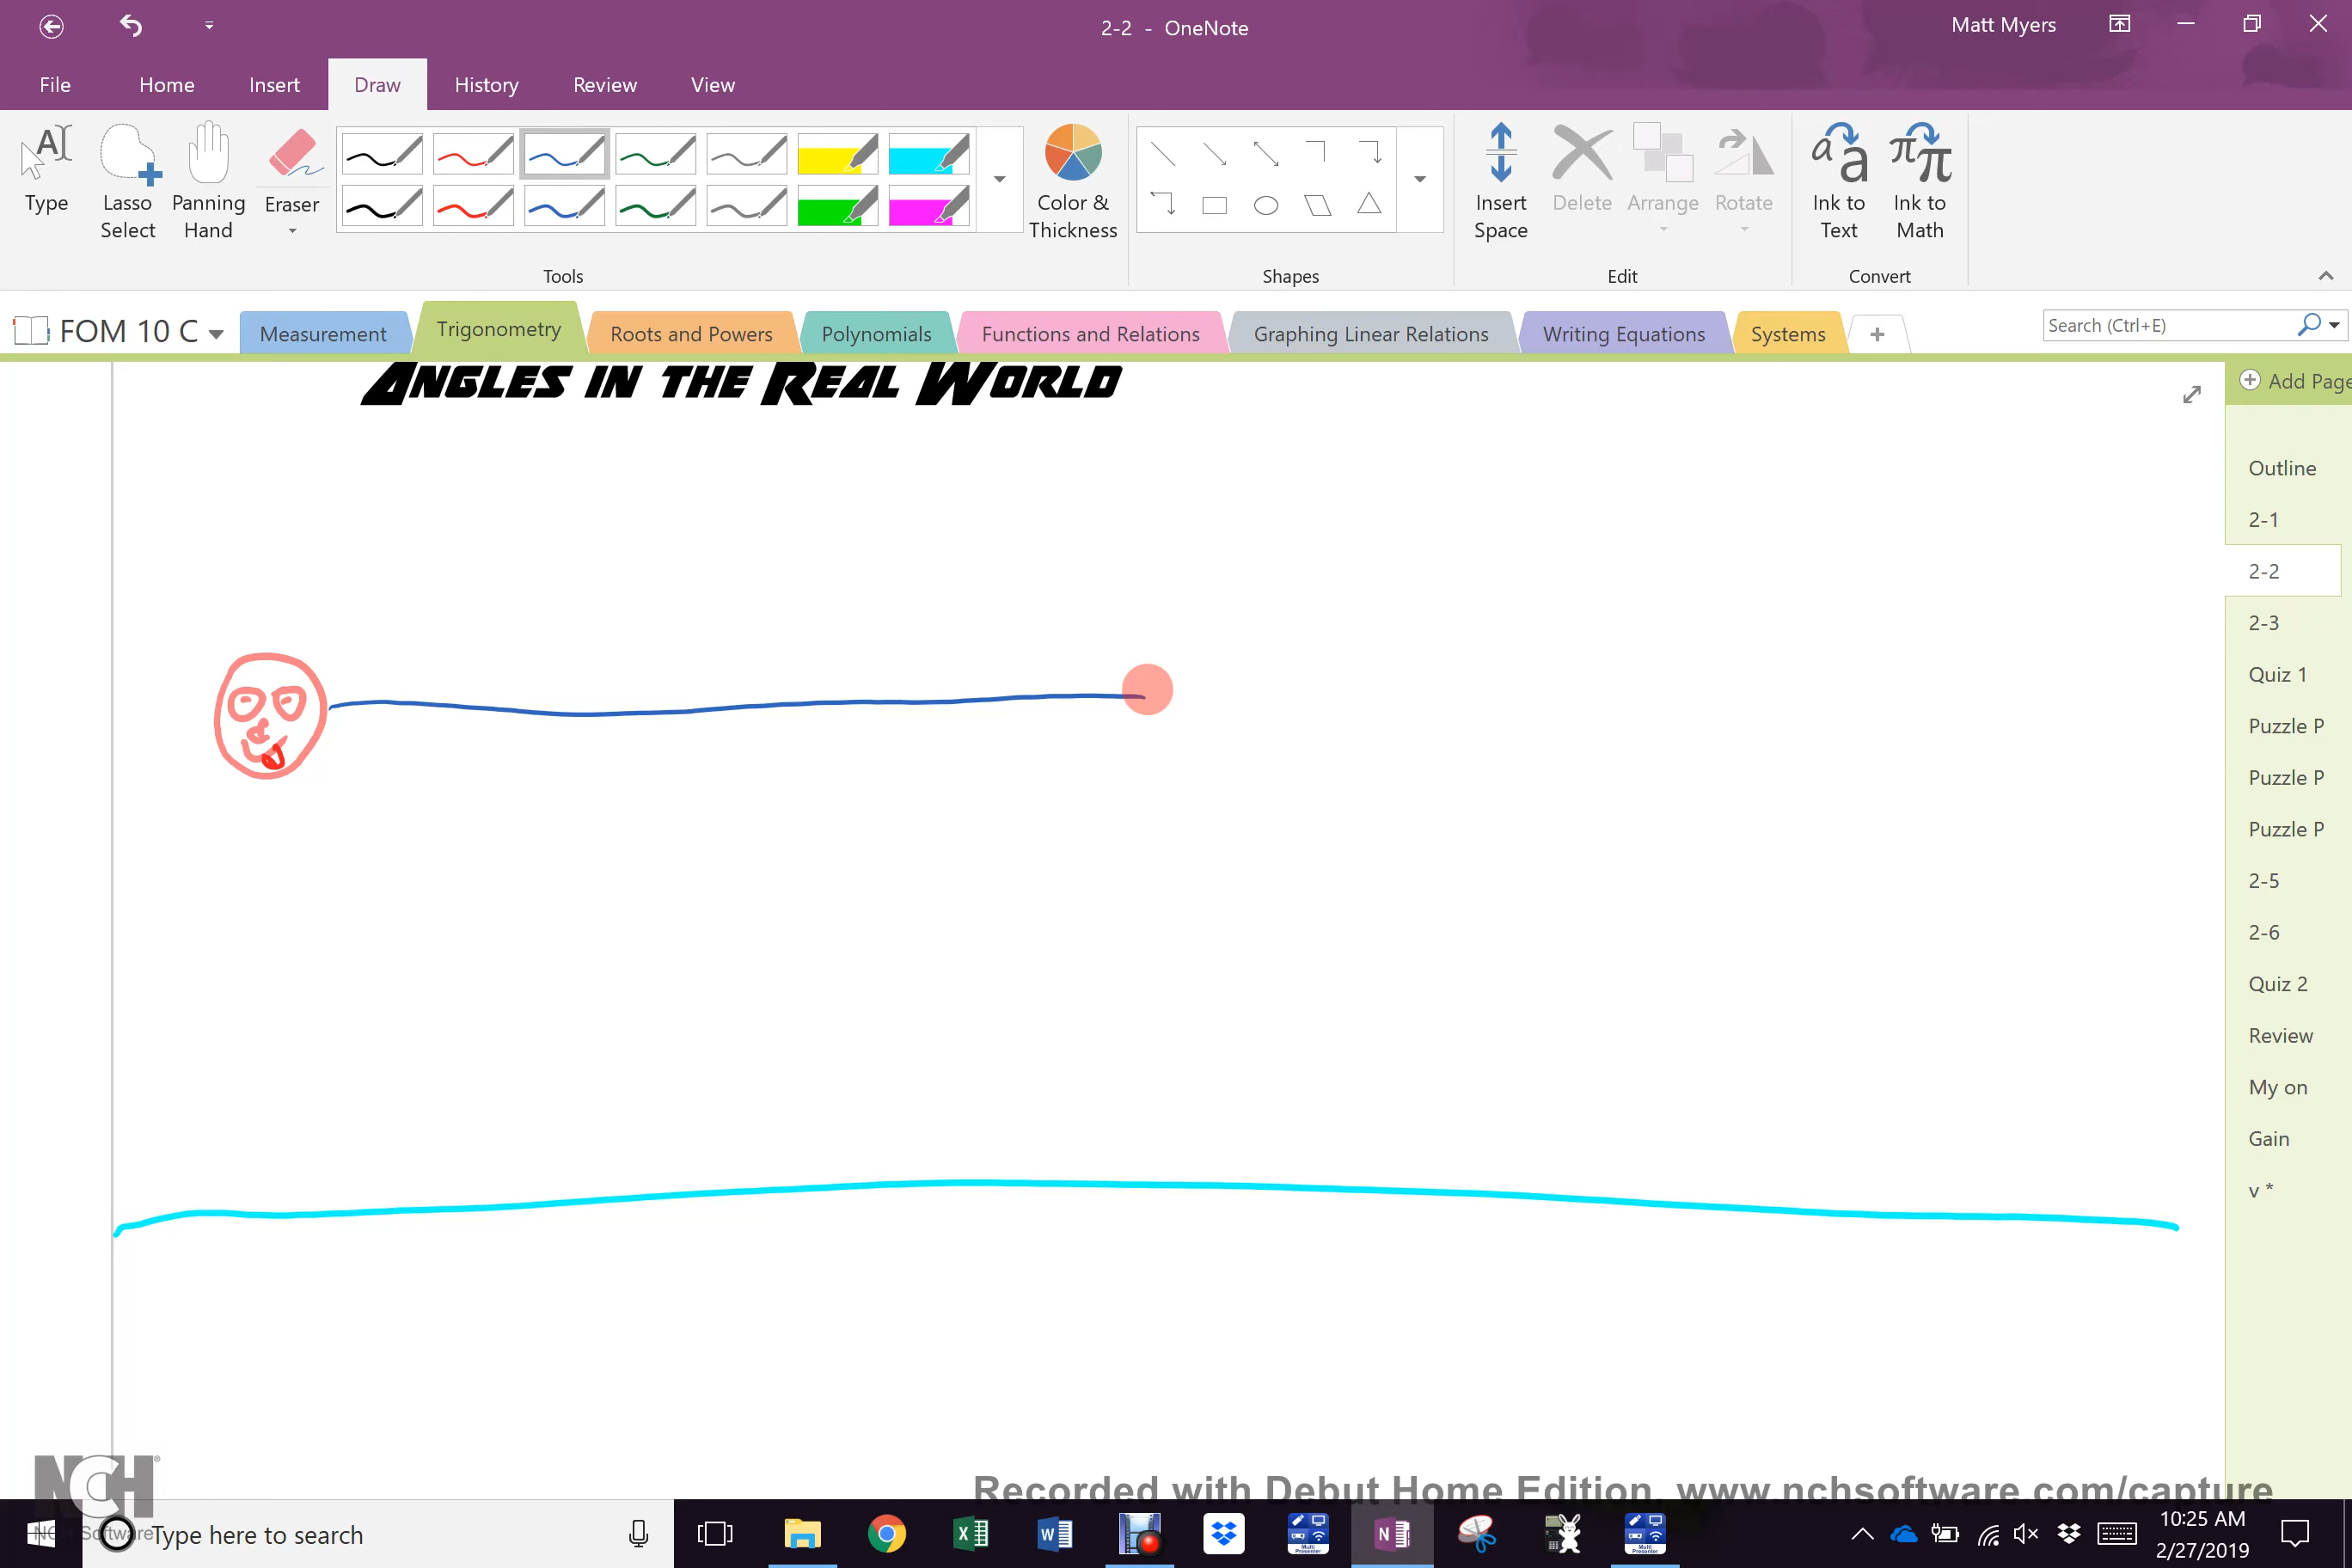 2-2 - OneNote
Matt Myers
File Home Insert Draw History Review View
Type
Lasso Select
Panning Hand
Eraser
Color & Thickness
Insert Space
Delete
Arrange
Rotate
Ink to Text
Ink to Math
Tools
Shapes
Edit
Convert
FOM 10 C
Measurement
Trigonometry
Roots and Powers
Polynomials
Functions and Relations
Graphing Linear Relations
Writing Equations
Systems
Search (Ctrl+E)
ANGLES IN THE REAL WORLD
Add Page
Outline
2-1
2-2
2-3
Quiz 1
Puzzle P
Puzzle P
Puzzle P
2-5
2-6
Quiz 2
Review
My on
Gain
v *
NCH
NCH Software
Recorded with Debut Home Edition. www.nchsoftware.com/capture
Type here to search
10:25 AM
2/27/2019